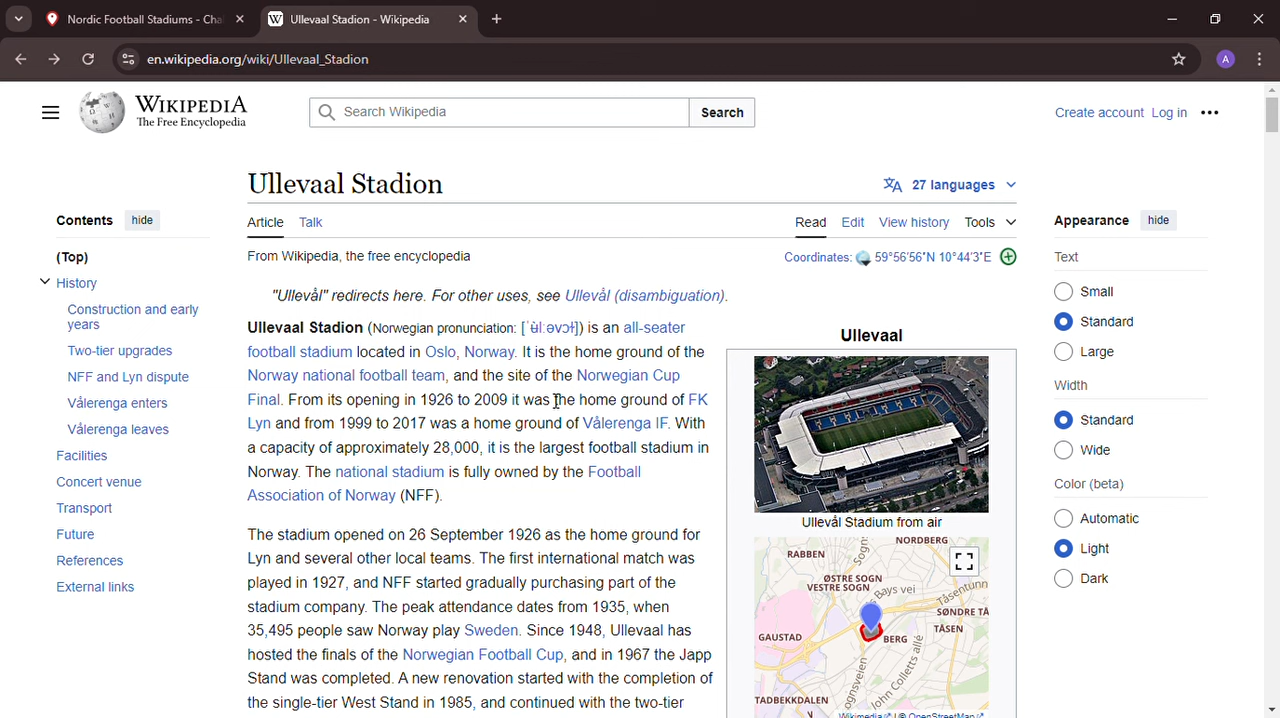 Nordic Football Stadiums - Cha
Ullevaal Stadion - Wikipedia
en.wikipedia.org/wiki/Ullevaal_Stadion
A
WIKIPEDIA
The Free Encyclopedia
Search Wikipedia
Search
Create account Log in
Ullevaal Stadion
27 languages
Article Talk
Read Edit View history Tools
From Wikipedia, the free encyclopedia
Coordinates: 59°56′56″N 10°44′3″E
"Ullevål" redirects here. For other uses, see Ullevål (disambiguation).
Ullevaal Stadion (Norwegian pronunciation: [ˈʉ̀lːəvɔɫ]) is an all-seater
football stadium located in Oslo, Norway. It is the home ground of the
Norway national football team, and the site of the Norwegian Cup
Final. From its opening in 1926 to 2009 it was the home ground of FK
Lyn and from 1999 to 2017 was a home ground of Vålerenga IF. With
a capacity of approximately 28,000, it is the largest football stadium in
Norway. The national stadium is fully owned by the Football
Association of Norway (NFF).
The stadium opened on 26 September 1926 as the home ground for
Lyn and several other local teams. The first international match was
played in 1927, and NFF started gradually purchasing part of the
stadium company. The peak attendance dates from 1935, when
35,495 people saw Norway play Sweden. Since 1948, Ullevaal has
hosted the finals of the Norwegian Football Cup, and in 1967 the Japp
Stand was completed. A new renovation started with the completion of
the single-tier West Stand in 1985, and continued with the two-tier
Contents hide
(Top)
History
Construction and early
years
Two-tier upgrades
NFF and Lyn dispute
Vålerenga enters
Vålerenga leaves
Facilities
Concert venue
Transport
Future
References
External links
Ullevaal
Ullevål Stadium from air
NORDBERG
RABBEN
Sogns
ØSTRE SOGN
VESTRE SOGN
Bays vei
Tåsentunn
SØNDRE TÅ
TÅSEN
GAUSTAD
BERG
Sognsveien
John Colletts allé
TADBEKKDALEN
Wikimedia | © OpenStreetMap
Appearance hide
Text
Small
Standard
Large
Width
Standard
Wide
Color (beta)
Automatic
Light
Dark